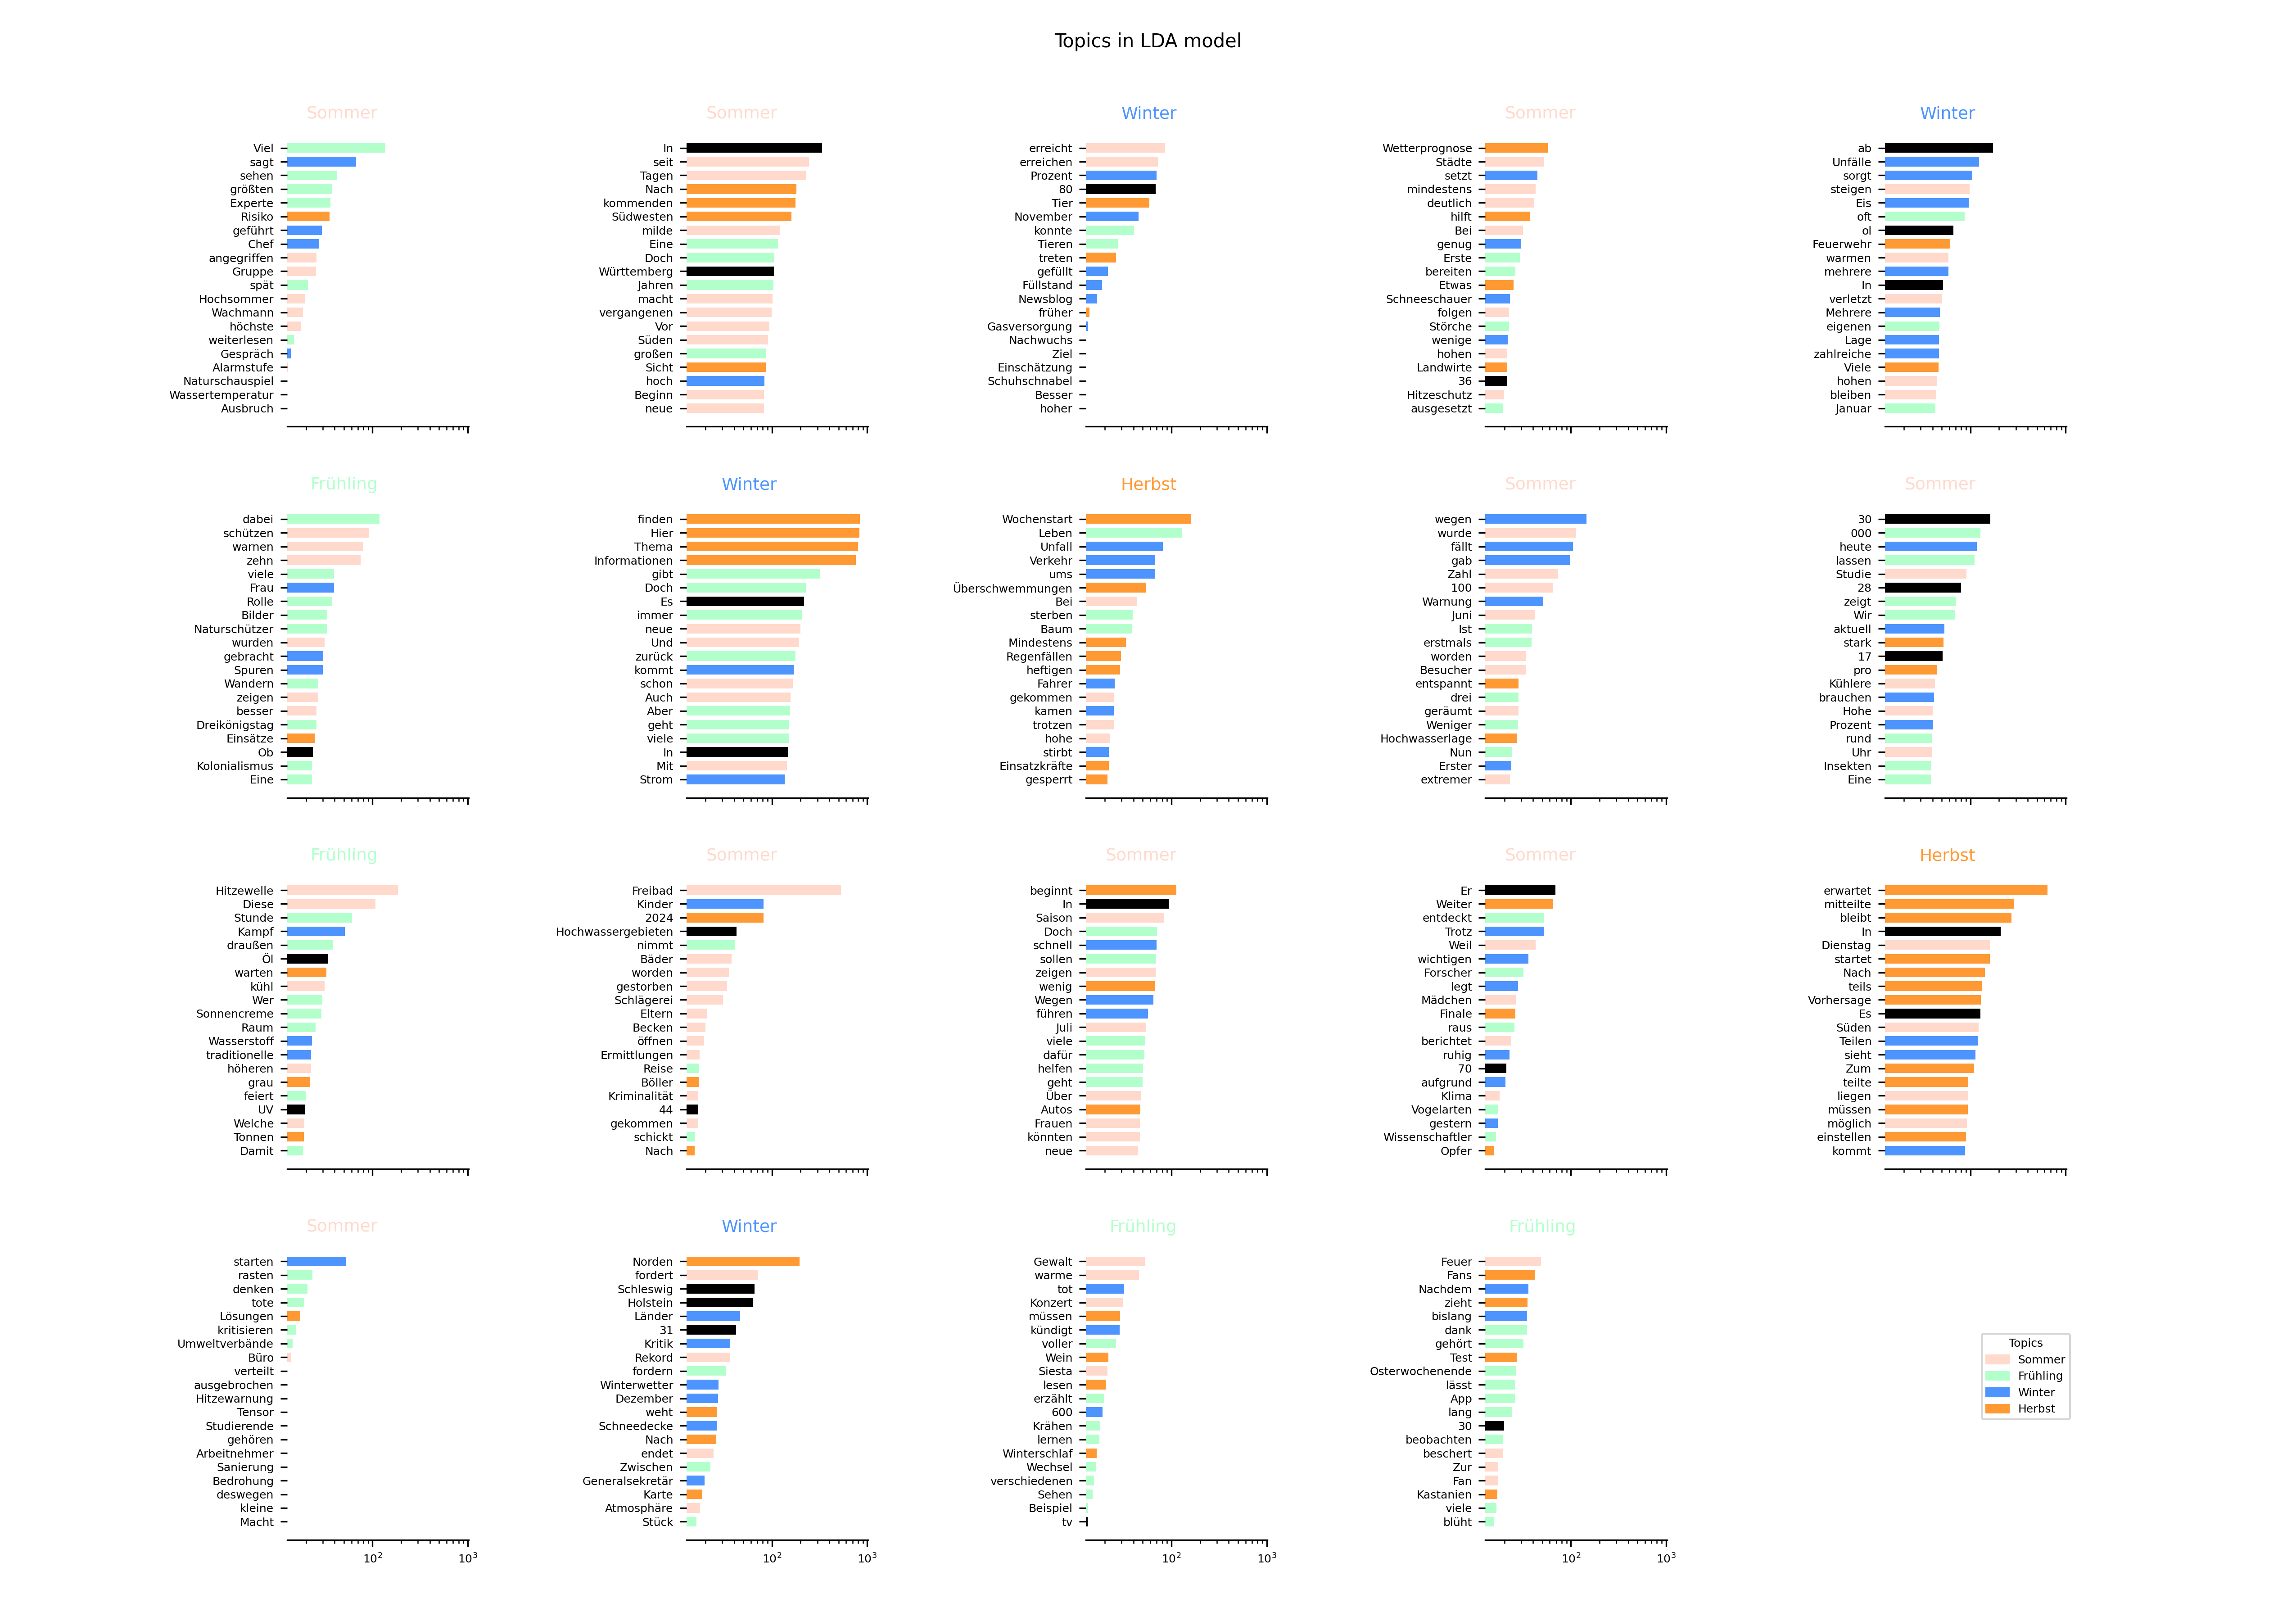 Topics in LDA model
Sommer
Viel
sagt
sehen
größten
Experte
Risiko
geführt
Chef
angegriffen
Gruppe
spät
Hochsommer
Wachmann
höchste
weiterlesen
Gespräch
Alarmstufe
Naturschauspiel
Wassertemperatur
Ausbruch
Sommer
In
seit
Tagen
Nach
kommenden
Südwesten
milde
Eine
Doch
Württemberg
Jahren
macht
vergangenen
Vor
Süden
großen
Sicht
hoch
Beginn
neue
Winter
erreicht
erreichen
Prozent
80
Tier
November
konnte
Tieren
treten
gefüllt
Füllstand
Newsblog
früher
Gasversorgung
Nachwuchs
Ziel
Einschätzung
Schuhschnabel
Besser
hoher
Sommer
Wetterprognose
Städte
setzt
mindestens
deutlich
hilft
Bei
genug
Erste
bereiten
Etwas
Schneeschauer
folgen
Störche
wenige
hohen
Landwirte
36
Hitzeschutz
ausgesetzt
Winter
ab
Unfälle
sorgt
steigen
Eis
oft
ol
Feuerwehr
warmen
mehrere
In
verletzt
Mehrere
eigenen
Lage
zahlreiche
Viele
hohen
bleiben
Januar
Frühling
dabei
schützen
warnen
zehn
viele
Frau
Rolle
Bilder
Naturschützer
wurden
gebracht
Spuren
Wandern
zeigen
besser
Dreikönigstag
Einsätze
Ob
Kolonialismus
Eine
Winter
finden
Hier
Thema
Informationen
gibt
Doch
Es
immer
neue
Und
zurück
kommt
schon
Auch
Aber
geht
viele
In
Mit
Strom
Herbst
Wochenstart
Leben
Unfall
Verkehr
ums
Überschwemmungen
Bei
sterben
Baum
Mindestens
Regenfällen
heftigen
Fahrer
gekommen
kamen
trotzen
hohe
stirbt
Einsatzkräfte
gesperrt
Sommer
wegen
wurde
fällt
gab
Zahl
100
Warnung
Juni
Ist
erstmals
worden
Besucher
entspannt
drei
geräumt
Weniger
Hochwasserlage
Nun
Erster
extremer
Sommer
30
000
heute
lassen
Studie
28
zeigt
Wir
aktuell
stark
17
pro
Kühlere
brauchen
Hohe
Prozent
rund
Uhr
Insekten
Eine
Frühling
Hitzewelle
Diese
Stunde
Kampf
draußen
Öl
warten
kühl
Wer
Sonnencreme
Raum
Wasserstoff
traditionelle
höheren
grau
feiert
UV
Welche
Tonnen
Damit
Sommer
Freibad
Kinder
2024
Hochwassergebieten
nimmt
Bäder
worden
gestorben
Schlägerei
Eltern
Becken
öffnen
Ermittlungen
Reise
Böller
Kriminalität
44
gekommen
schickt
Nach
Sommer
beginnt
In
Saison
Doch
schnell
sollen
zeigen
wenig
Wegen
führen
Juli
viele
dafür
helfen
geht
Über
Autos
Frauen
könnten
neue
Sommer
Er
Weiter
entdeckt
Trotz
Weil
wichtigen
Forscher
legt
Mädchen
Finale
raus
berichtet
ruhig
70
aufgrund
Klima
Vogelarten
gestern
Wissenschaftler
Opfer
Herbst
erwartet
mitteilte
bleibt
In
Dienstag
startet
Nach
teils
Vorhersage
Es
Süden
Teilen
sieht
Zum
teilte
liegen
müssen
möglich
einstellen
kommt
Sommer
starten
rasten
denken
tote
Lösungen
kritisieren
Umweltverbände
Büro
verteilt
ausgebrochen
Hitzewarnung
Tensor
Studierende
gehören
Arbeitnehmer
Sanierung
Bedrohung
deswegen
kleine
Macht
10² 10³
Winter
Norden
fordert
Schleswig
Holstein
Länder
31
Kritik
Rekord
fordern
Winterwetter
Dezember
weht
Schneedecke
Nach
endet
Zwischen
Generalsekretär
Karte
Atmosphäre
Stück
10² 10³
Frühling
Gewalt
warme
tot
Konzert
müssen
kündigt
voller
Wein
Siesta
lesen
erzählt
600
Krähen
lernen
Winterschlaf
Wechsel
verschiedenen
Sehen
Beispiel
tv
10² 10³
Frühling
Feuer
Fans
Nachdem
zieht
bislang
dank
gehört
Test
Osterwochenende
lässt
App
lang
30
beobachten
beschert
Zur
Fan
Kastanien
viele
blüht
10² 10³
Topics
Sommer
Frühling
Winter
Herbst